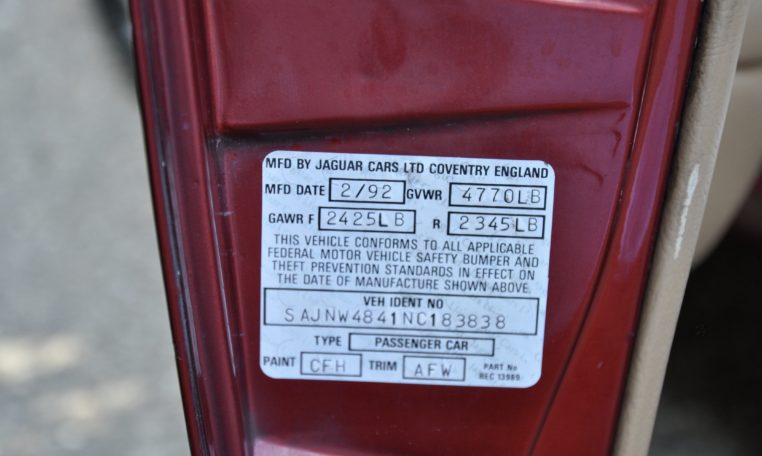 MFD BY JAGUAR CARS LTD COVENTRY ENGLAND
MFD DATE 2/92 GVWR 4770LB
GAWR F 2425LB R 2345LB
THIS VEHICLE CONFORMS TO ALL APPLICABLE
FEDERAL MOTOR VEHICLE SAFETY BUMPER AND
THEFT PREVENTION STANDARDS IN EFFECT ON
THE DATE OF MANUFACTURE SHOWN ABOVE.
VEH IDENT NO
SAJNW4841NC183838
TYPE PASSENGER CAR
PAINT CFH TRIM AFW PART No
BEC 13989